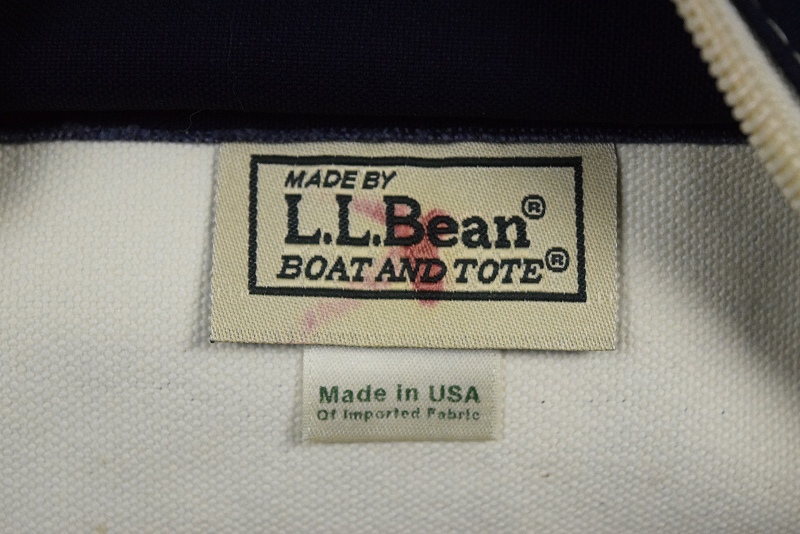 MADE BY
L.L.Bean®
BOAT AND TOTE®
Made in USA
Of Imported Fabric